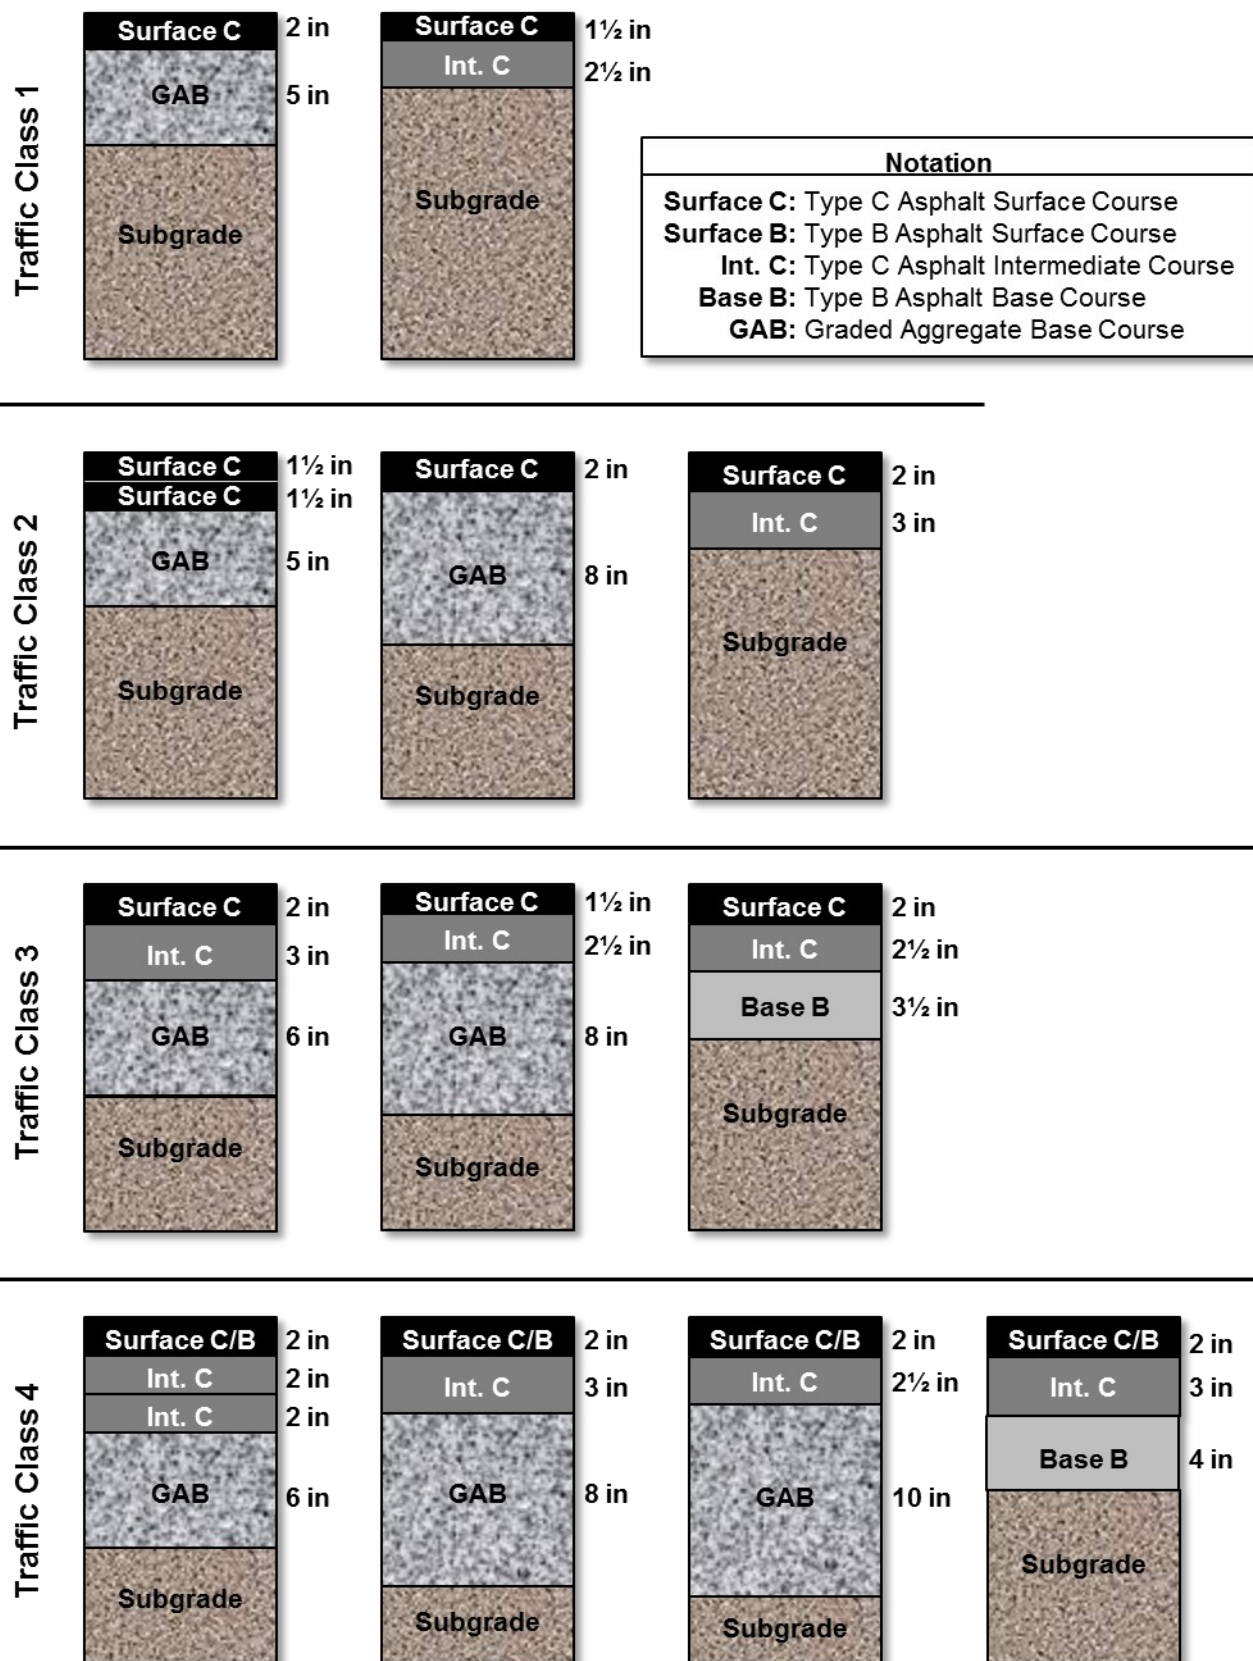 Traffic Class 1
Surface C 2 in
GAB 5 in
Subgrade
Surface C 1½ in
Int. C 2½ in
Subgrade
Notation
Surface C: Type C Asphalt Surface Course
Surface B: Type B Asphalt Surface Course
Int. C: Type C Asphalt Intermediate Course
Base B: Type B Asphalt Base Course
GAB: Graded Aggregate Base Course
Traffic Class 2
Surface C 1½ in
Surface C 1½ in
GAB 5 in
Subgrade
Surface C 2 in
GAB 8 in
Subgrade
Surface C 2 in
Int. C 3 in
Subgrade
Traffic Class 3
Surface C 2 in
Int. C 3 in
GAB 6 in
Subgrade
Surface C 1½ in
Int. C 2½ in
GAB 8 in
Subgrade
Surface C 2 in
Int. C 2½ in
Base B 3½ in
Subgrade
Traffic Class 4
Surface C/B 2 in
Int. C 2 in
Int. C 2 in
GAB 6 in
Subgrade
Surface C/B 2 in
Int. C 3 in
GAB 8 in
Subgrade
Surface C/B 2 in
Int. C 2½ in
GAB 10 in
Subgrade
Surface C/B 2 in
Int. C 3 in
Base B 4 in
Subgrade